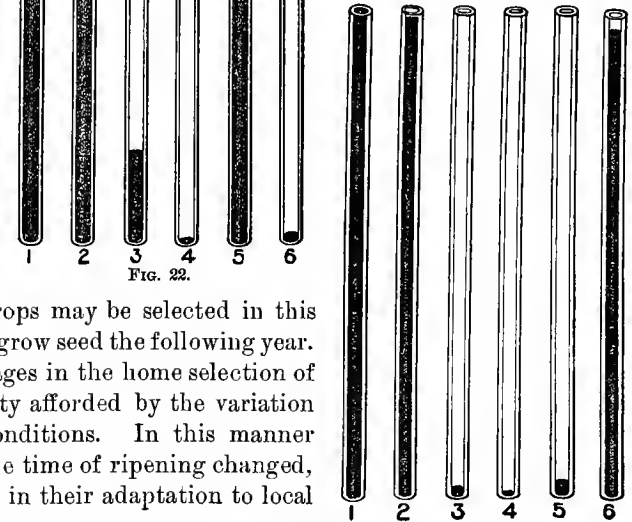 1 2 3 4 5 6
FIG. 22.
rops may be selected in this
grow seed the following year.
ges in the home selection of
ty afforded by the variation
onditions. In this manner
e time of ripening changed,
in their adaptation to local
1 2 3 4 5 6